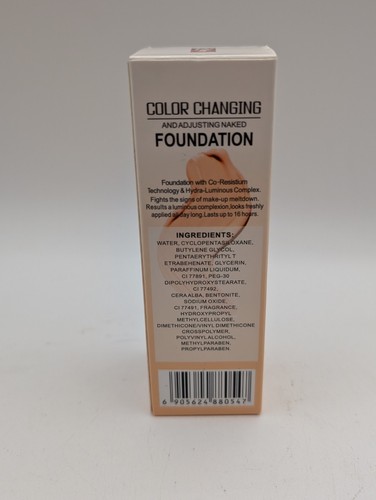 COLOR CHANGING
AND ADJUSTING NAKED
FOUNDATION
Foundation with Co-Resistium
Technology & Hydra-Luminous Complex.
Fights the signs of make-up meltdown.
Results a luminous complexion,looks freshly
applied all day long.Lasts up to 16 hours.
INGREDIENTS:
WATER, CYCLOPENTASILOXANE,
BUTYLENE GLYCOL,
PENTAERYTHRITYL T
ETRABEHENATE, GLYCERIN,
PARAFFINUM LIQUIDUM,
CI 77891, PEG-30
DIPOLYHYDROXYSTEARATE,
CI 77492,
CERA ALBA, BENTONITE,
SODIUM OXIDE,
CI 77491, FRAGRANCE,
HYDROXYPROPYL
METHYLCELLULOSE,
DIMETHICONE/VINYL DIMETHICONE
CROSSPOLYMER,
POLYVINYL ALCOHOL,
METHYLPARABEN,
PROPYLPARABEN.
6 905624 880547